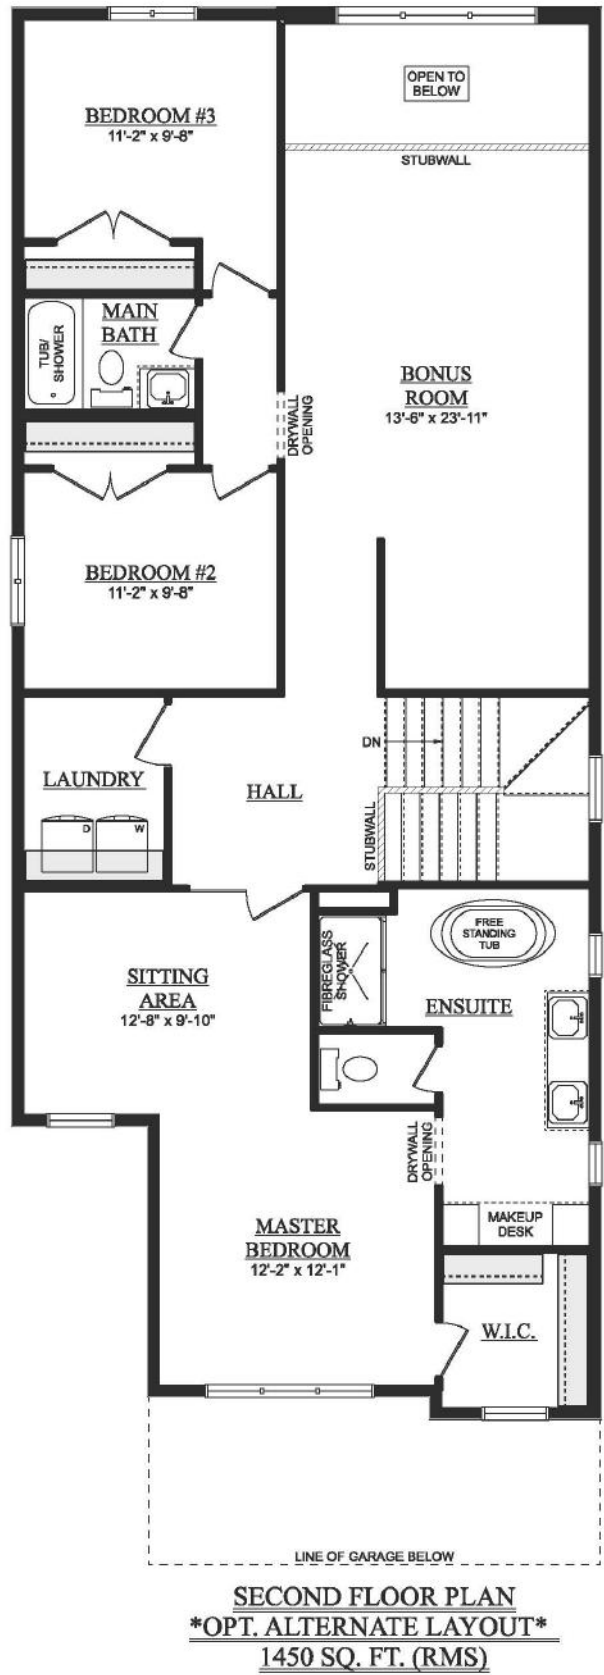 OPEN TO
BELOW
BEDROOM #3
11'-2" x 9'-8"
STUBWALL
MAIN
BATH
TUB/
SHOWER
BONUS
ROOM
13'-6" x 23'-11"
DRYWALL
OPENING
BEDROOM #2
11'-2" x 9'-8"
DN
LAUNDRY
HALL
D
W
STUBWALL
FREE
STANDING
TUB
FIBREGLASS
SHOWER
SITTING
AREA
12'-8" x 9'-10"
ENSUITE
DRYWALL
OPENING
MAKEUP
DESK
MASTER
BEDROOM
12'-2" x 12'-1"
W.I.C.
LINE OF GARAGE BELOW
SECOND FLOOR PLAN
*OPT. ALTERNATE LAYOUT*
1450 SQ. FT. (RMS)